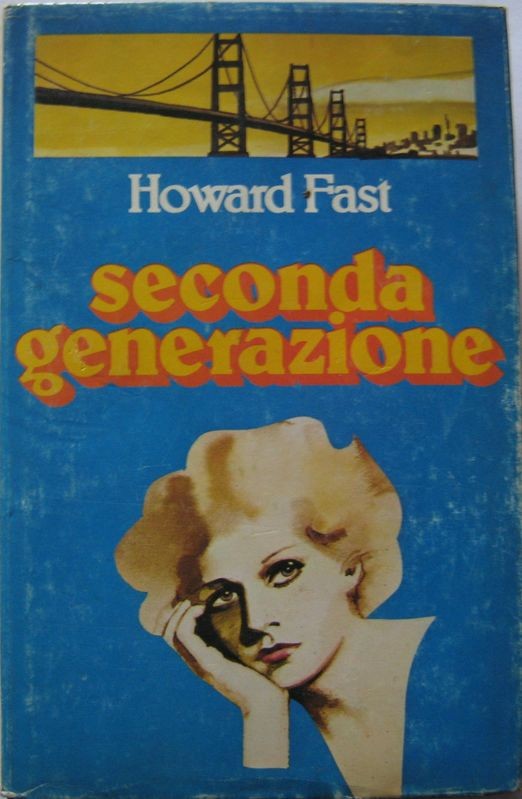 Howard Fast
seconda
generazione